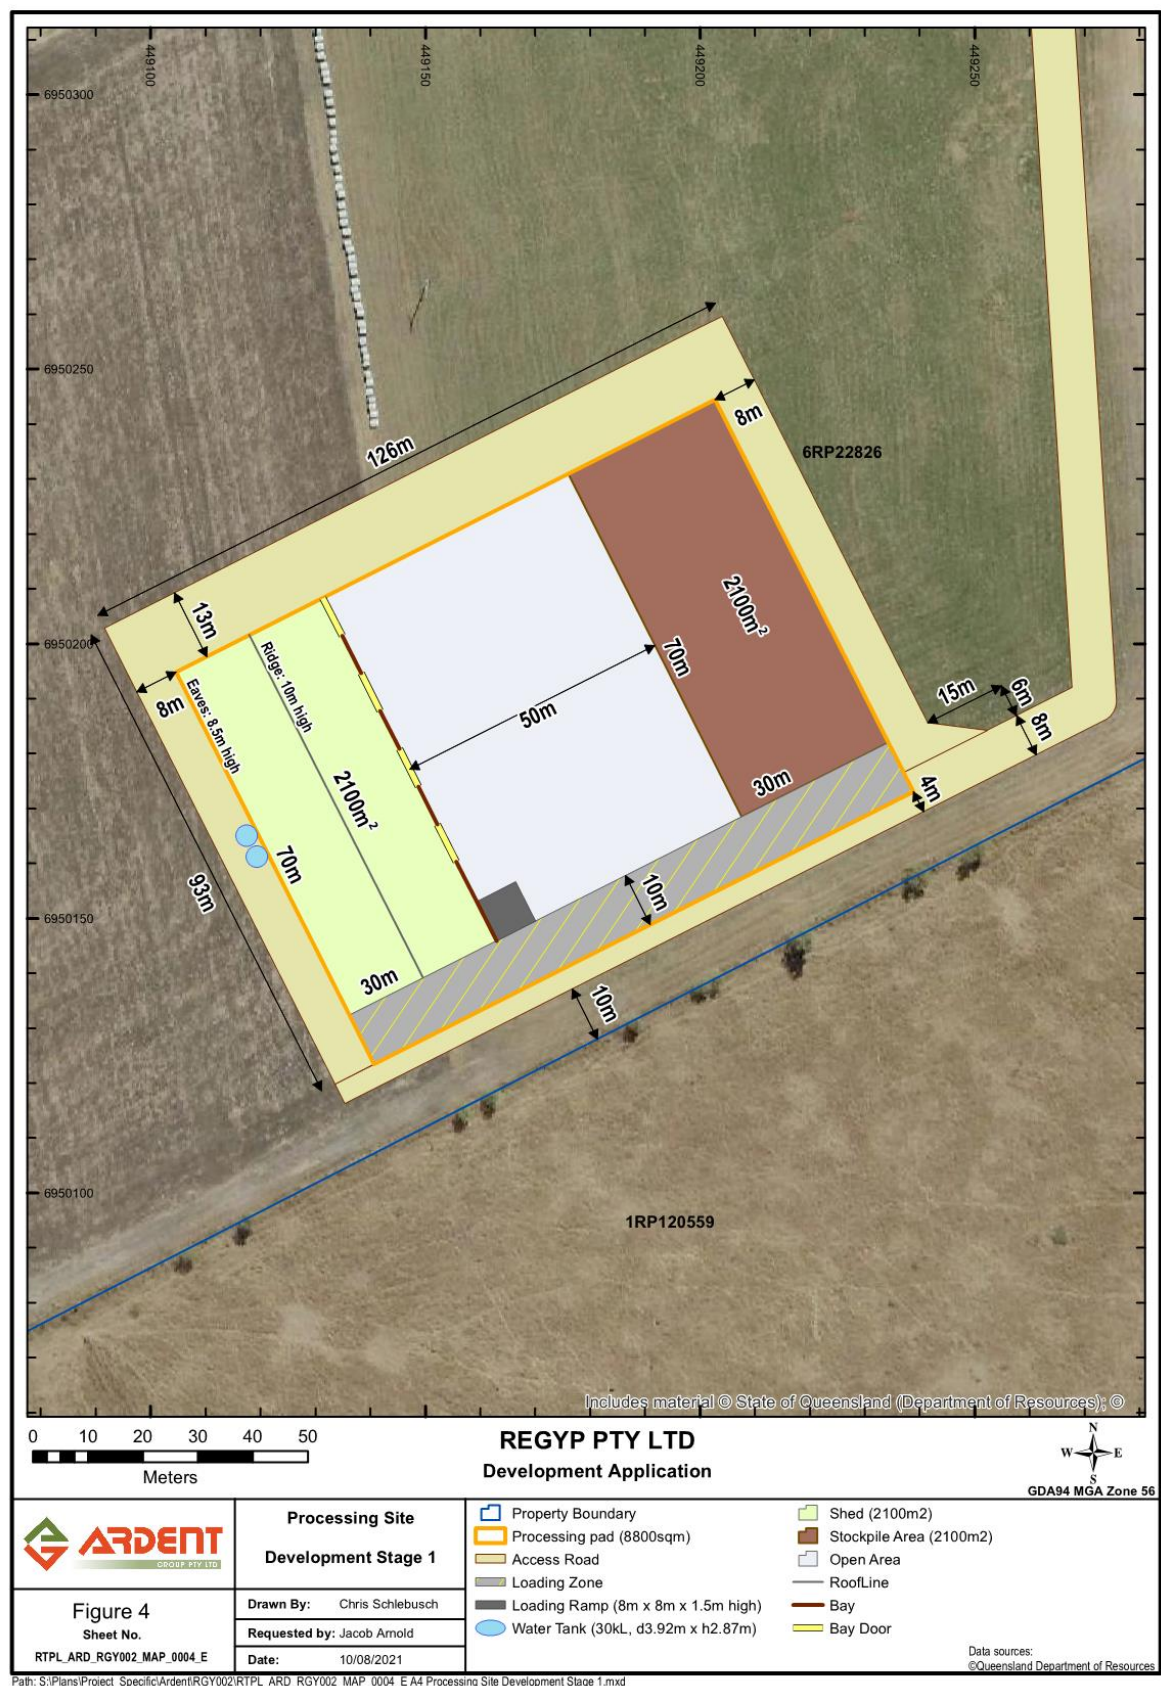 449100
449150
449200
449250
6950300
6950250
6950200
6950150
6950100
126m
8m
6RP22826
13m
8m
Eaves: 8.5m high
Ridge: 10m high
2100m²
70m
2100m²
50m
70m
93m
30m
30m
15m
6m
8m
4m
10m
10m
1RP120559
Includes material © State of Queensland (Department of Resources); ©
0 10 20 30 40 50
Meters
REGYP PTY LTD
Development Application
N
W E
S
GDA94 MGA Zone 56
ARDENT
GROUP PTY LTD
Processing Site
Development Stage 1
Figure 4
Sheet No.
RTPL_ARD_RGY002_MAP_0004_E
Drawn By: Chris Schlebusch
Requested by: Jacob Arnold
Date: 10/08/2021
Property Boundary
Processing pad (8800sqm)
Access Road
Loading Zone
Loading Ramp (8m x 8m x 1.5m high)
Water Tank (30kL, d3.92m x h2.87m)
Shed (2100m2)
Stockpile Area (2100m2)
Open Area
RoofLine
Bay
Bay Door
Data sources:
©Queensland Department of Resources
Path: S:\Plans\Project_Specific\Ardent\RGY002\RTPL_ARD_RGY002_MAP_0004_E A4 Processing Site Development Stage 1.mxd